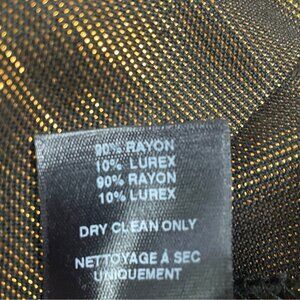 90% RAYON
10% LUREX
90% RAYON
10% LUREX
DRY CLEAN ONLY
NETTOYAGE À SEC
UNIQUEMENT